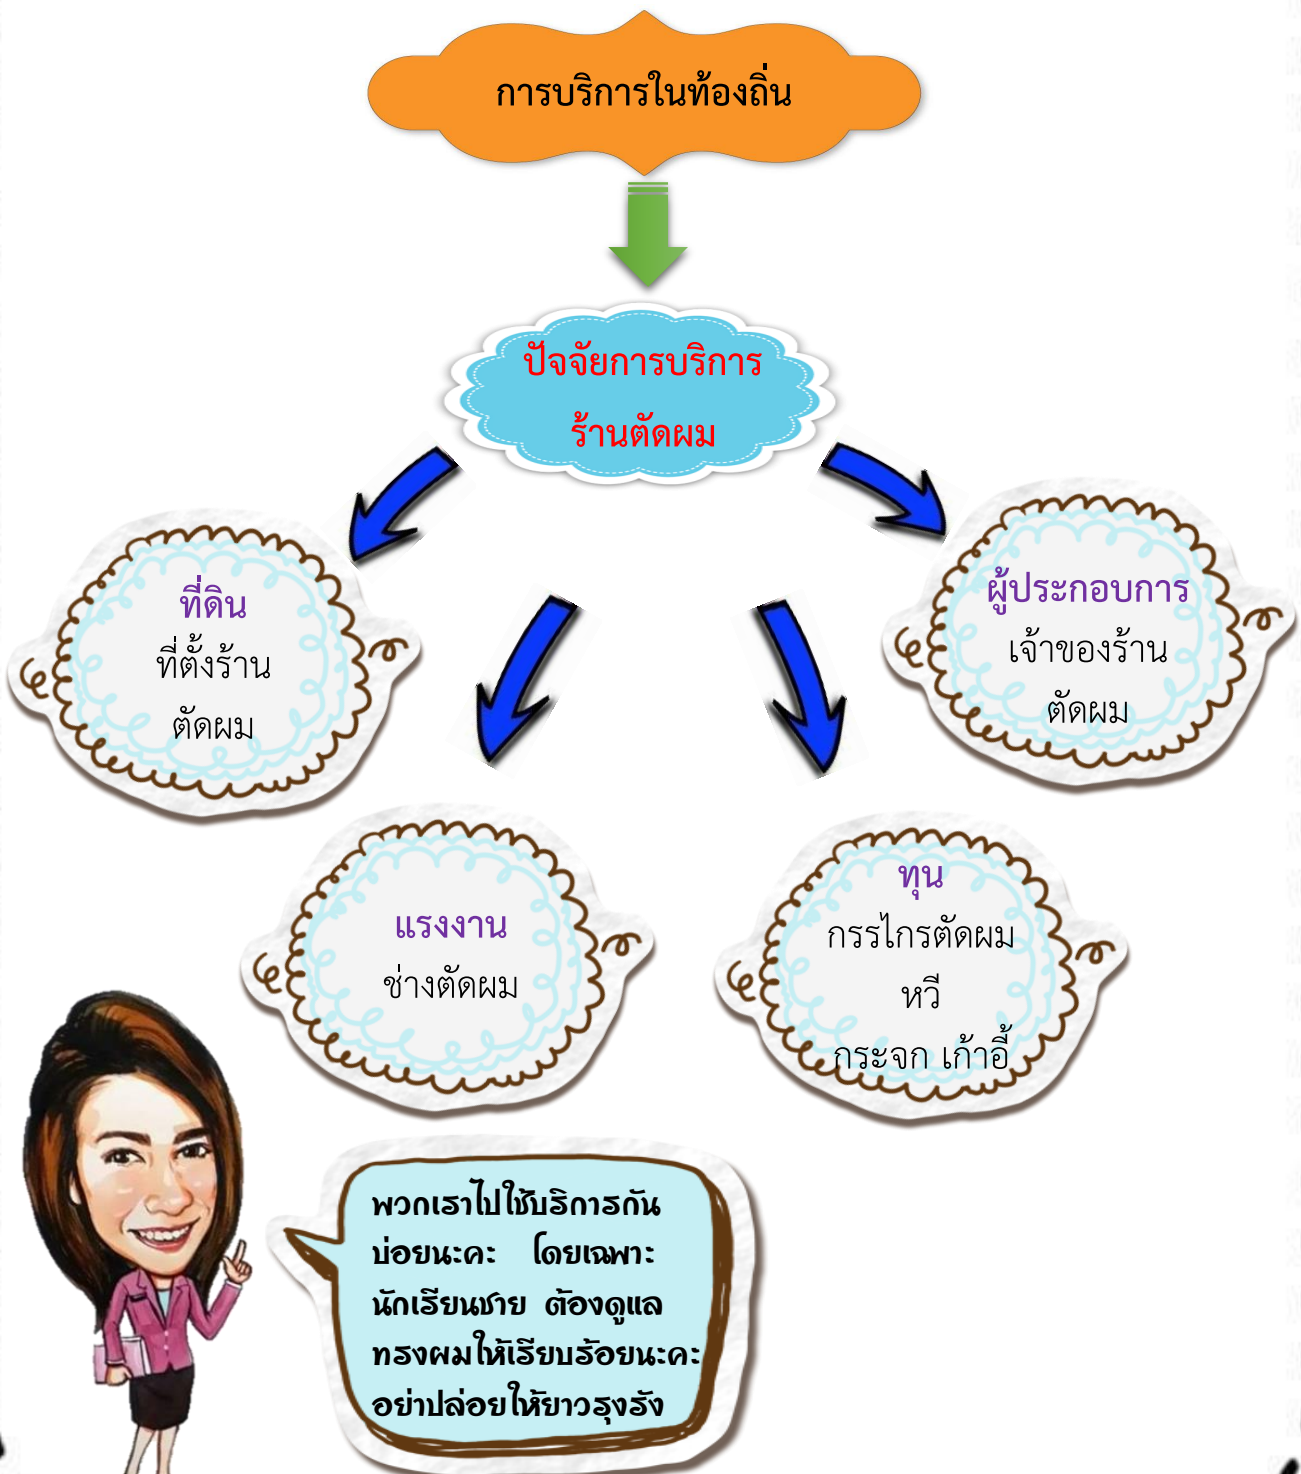 การบริการในท้องถิ่น
ปัจจัยการบริการ
ร้านตัดผม
ที่ดิน
ที่ตั้งร้าน
ตัดผม
ผู้ประกอบการ
เจ้าของร้าน
ตัดผม
แรงงาน
ช่างตัดผม
ทุน
กรรไกรตัดผม
หวี
กระจก เก้าอี้
พวกเราไปใช้บริการกัน
บ่อยนะคะ โดยเฉพาะ
นักเรียนชาย ต้องดูแล
ทรงผมให้เรียบร้อยนะคะ
อย่าปล่อยให้ยาวรุงรัง